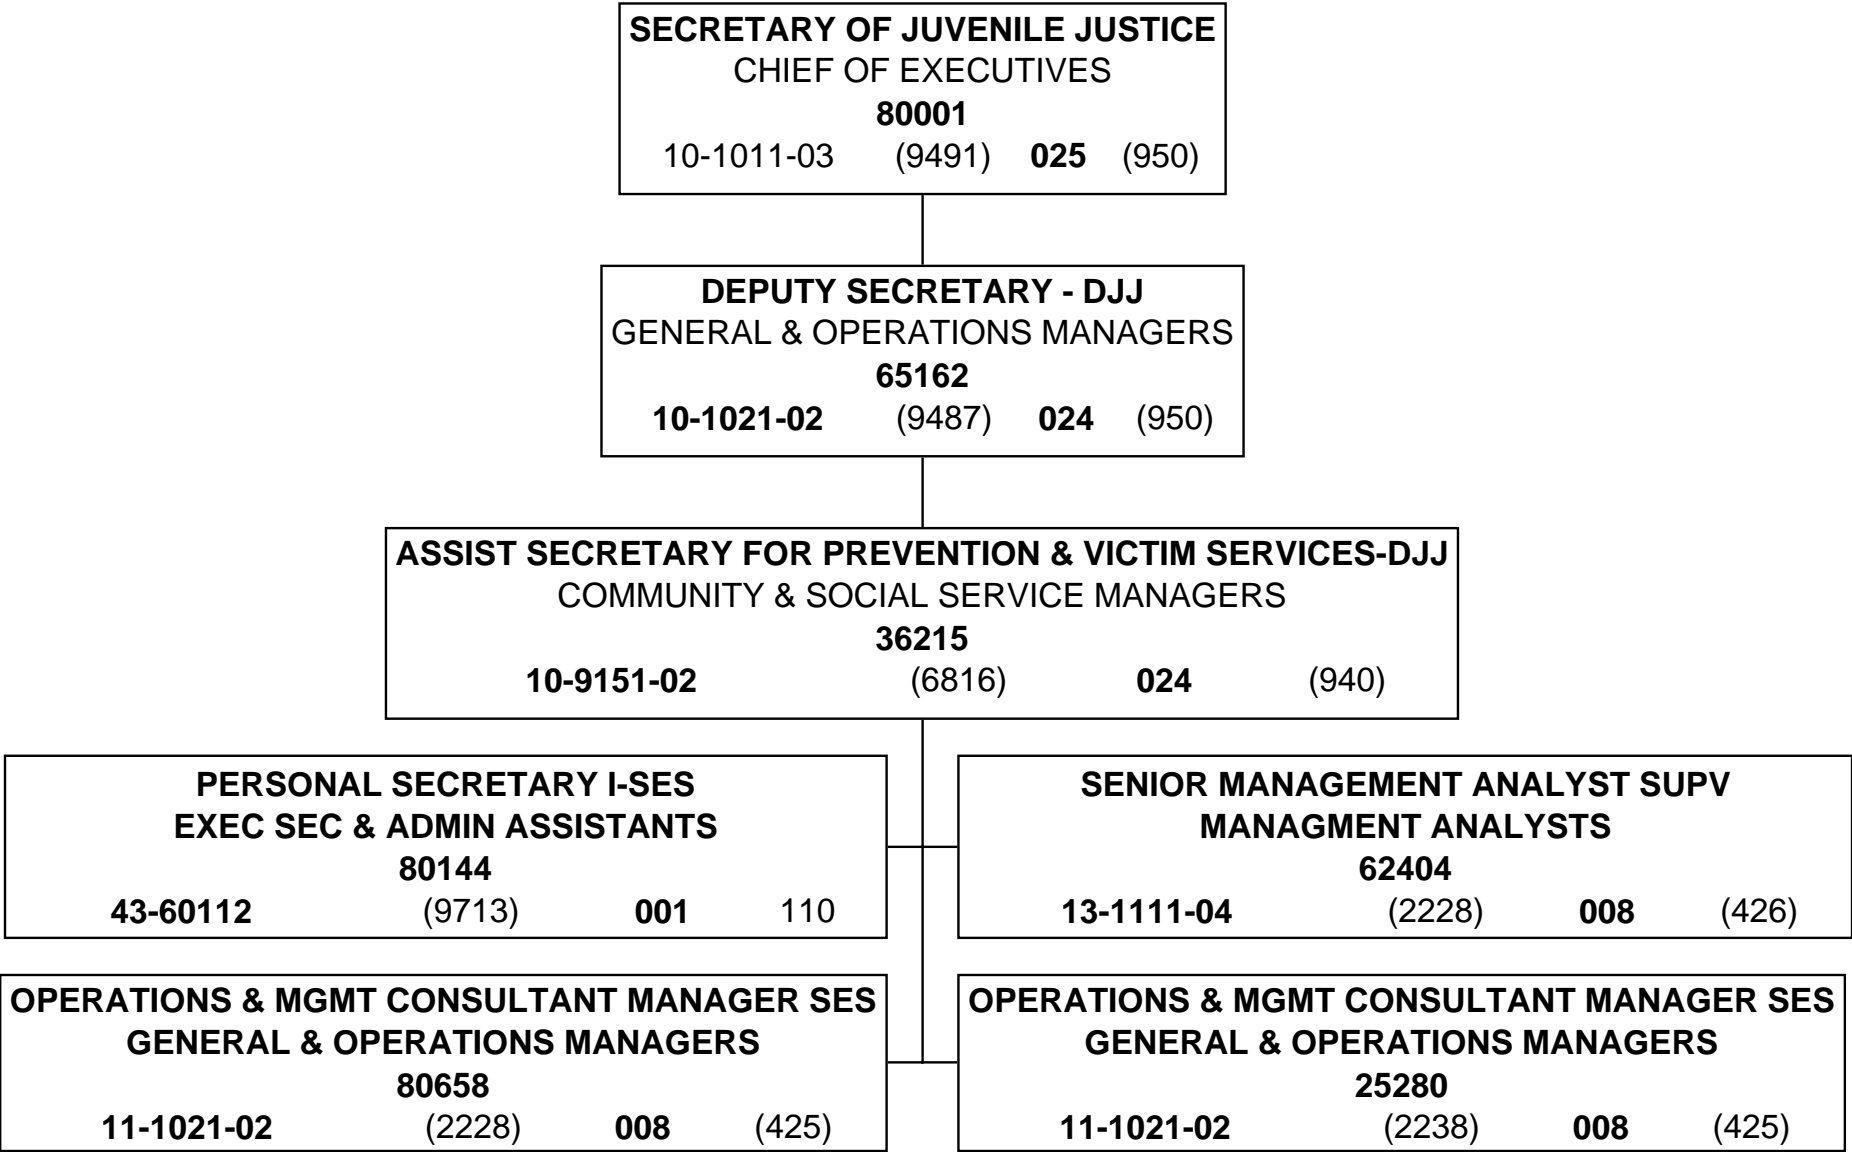 SECRETARY OF JUVENILE JUSTICE
CHIEF OF EXECUTIVES
80001
10-1011-03 (9491) 025 (950)
DEPUTY SECRETARY - DJJ
GENERAL & OPERATIONS MANAGERS
65162
10-1021-02 (9487) 024 (950)
ASSIST SECRETARY FOR PREVENTION & VICTIM SERVICES-DJJ
COMMUNITY & SOCIAL SERVICE MANAGERS
36215
10-9151-02 (6816) 024 (940)
PERSONAL SECRETARY I-SES
EXEC SEC & ADMIN ASSISTANTS
80144
43-60112 (9713) 001 110
SENIOR MANAGEMENT ANALYST SUPV
MANAGMENT ANALYSTS
62404
13-1111-04 (2228) 008 (426)
OPERATIONS & MGMT CONSULTANT MANAGER SES
GENERAL & OPERATIONS MANAGERS
80658
11-1021-02 (2228) 008 (425)
OPERATIONS & MGMT CONSULTANT MANAGER SES
GENERAL & OPERATIONS MANAGERS
25280
11-1021-02 (2238) 008 (425)